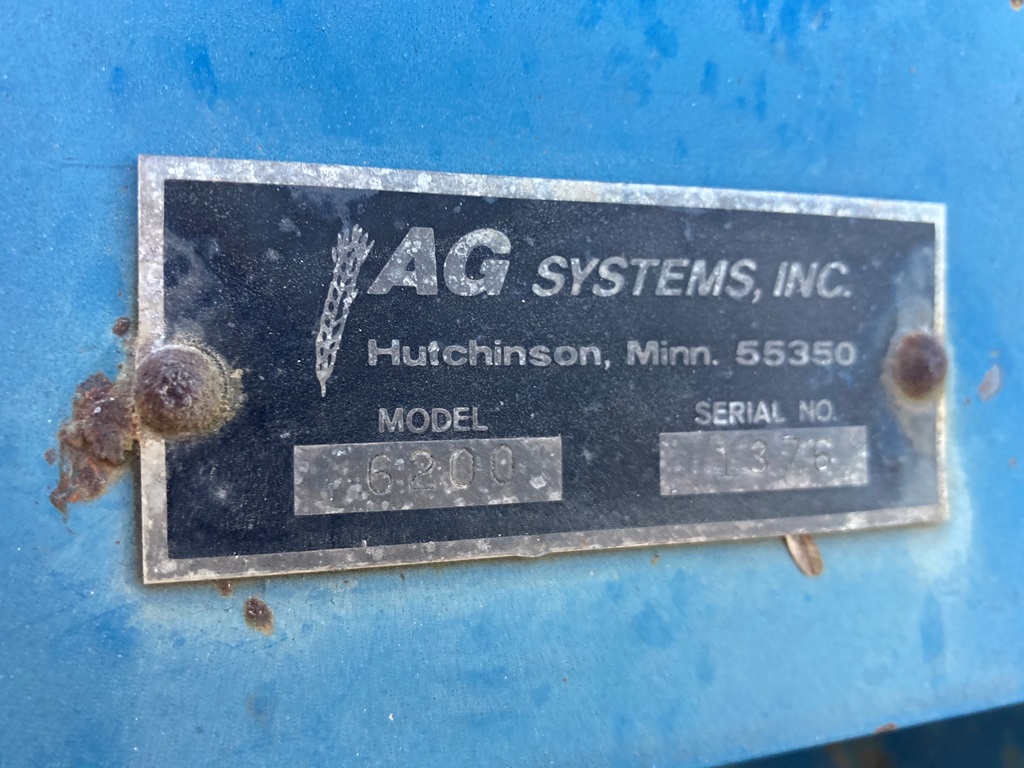 AG SYSTEMS, INC.
Hutchinson, Minn. 55350
MODEL SERIAL NO.
6200 1376